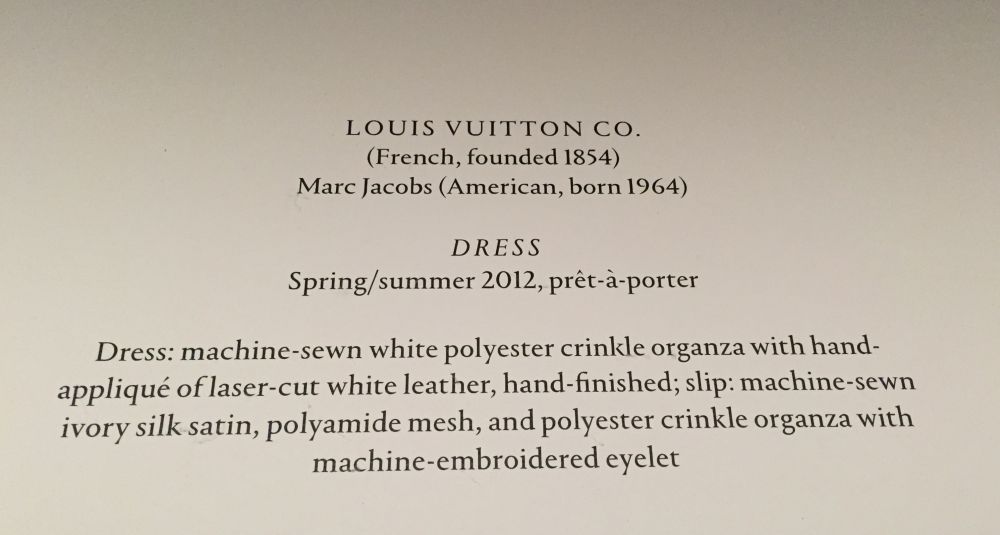 LOUIS VUITTON CO.
(French, founded 1854)
Marc Jacobs (American, born 1964)
DRESS
Spring/summer 2012, prêt-à-porter
Dress: machine-sewn white polyester crinkle organza with hand-
appliqué of laser-cut white leather, hand-finished; slip: machine-sewn
ivory silk satin, polyamide mesh, and polyester crinkle organza with
machine-embroidered eyelet